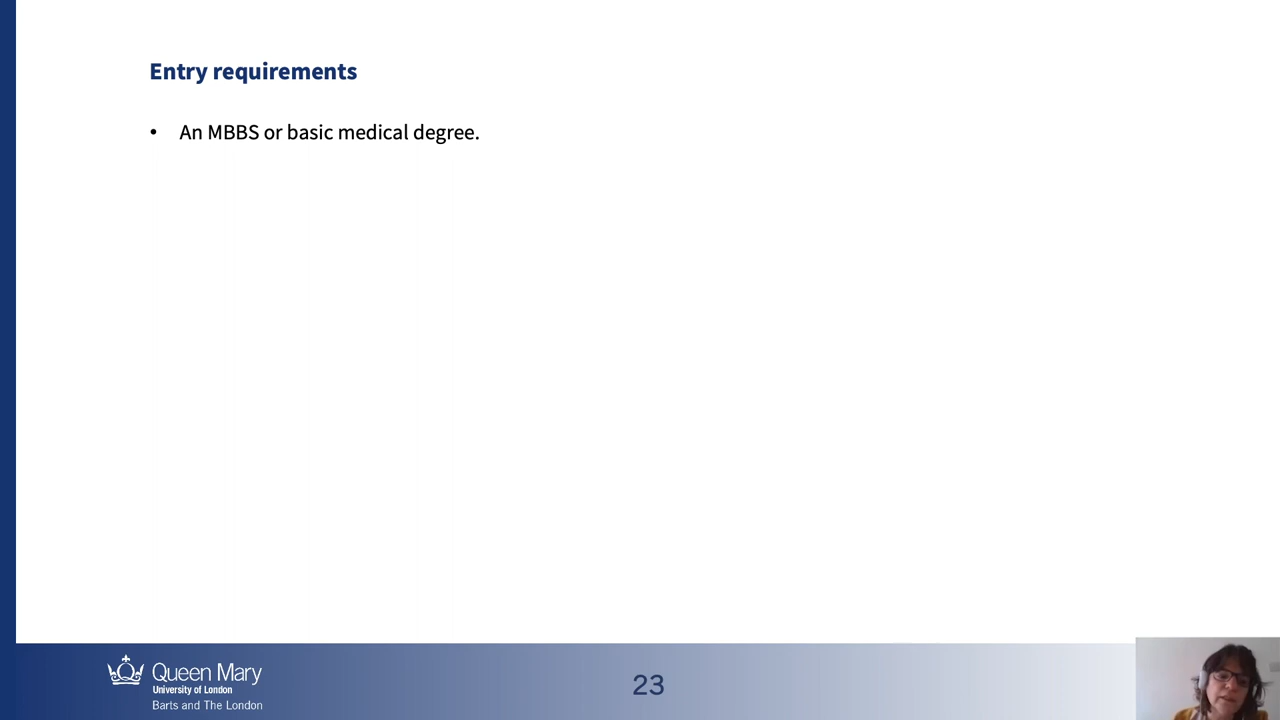 Entry requirements
• An MBBS or basic medical degree.
Queen Mary
University of London
Barts and The London
23